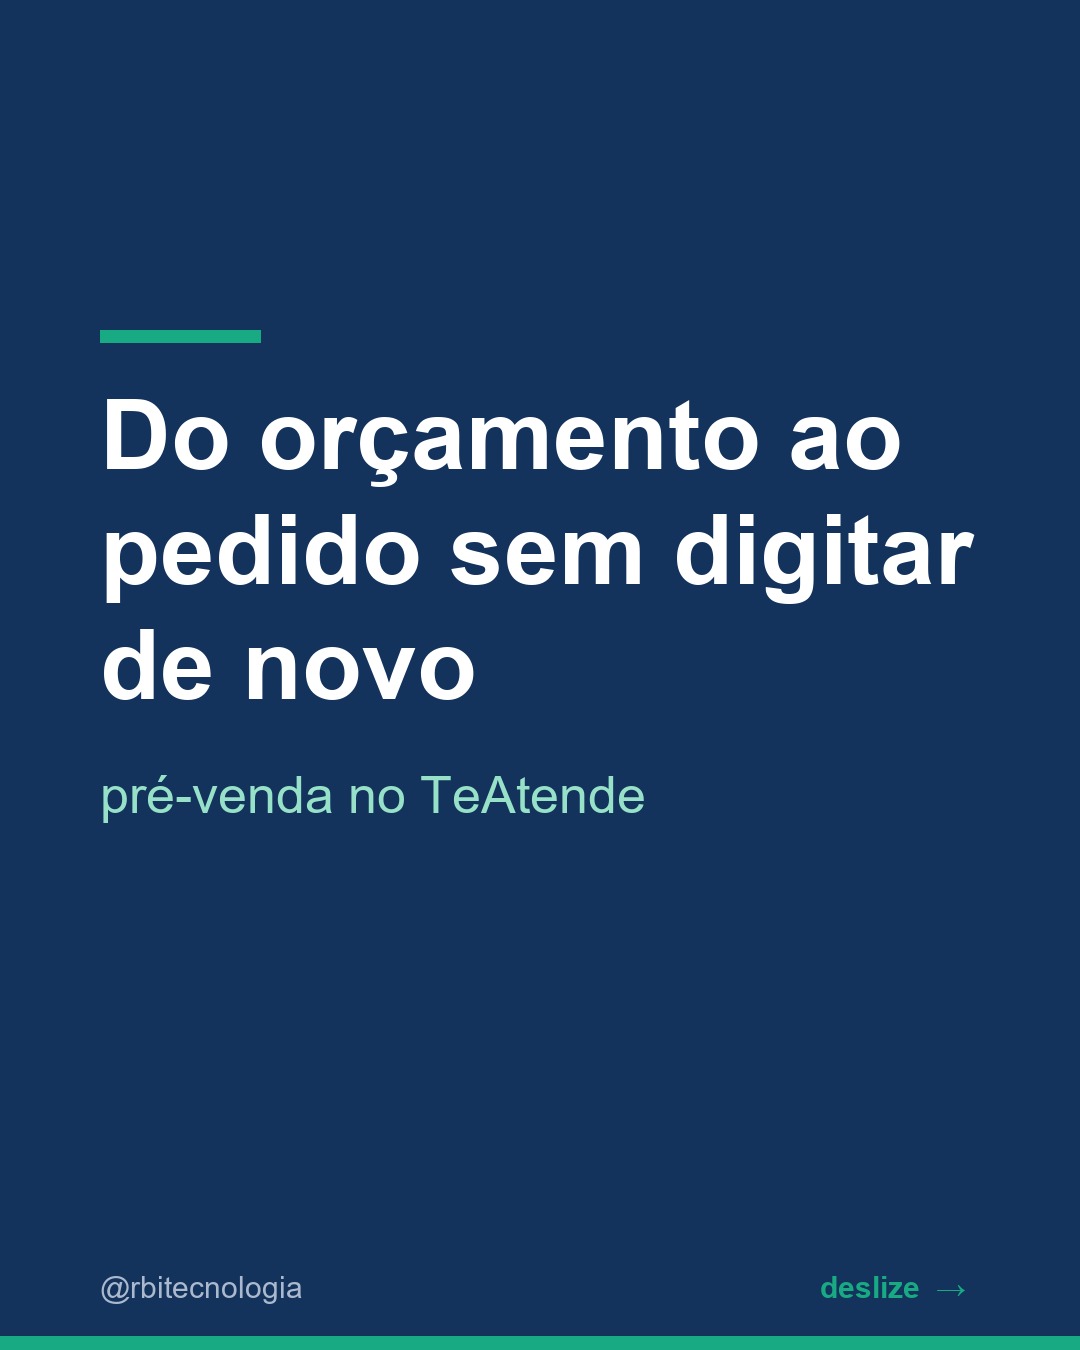 Do orçamento ao
pedido sem digitar
de novo
pré-venda no TeAtende
@rbitecnologia
deslize →